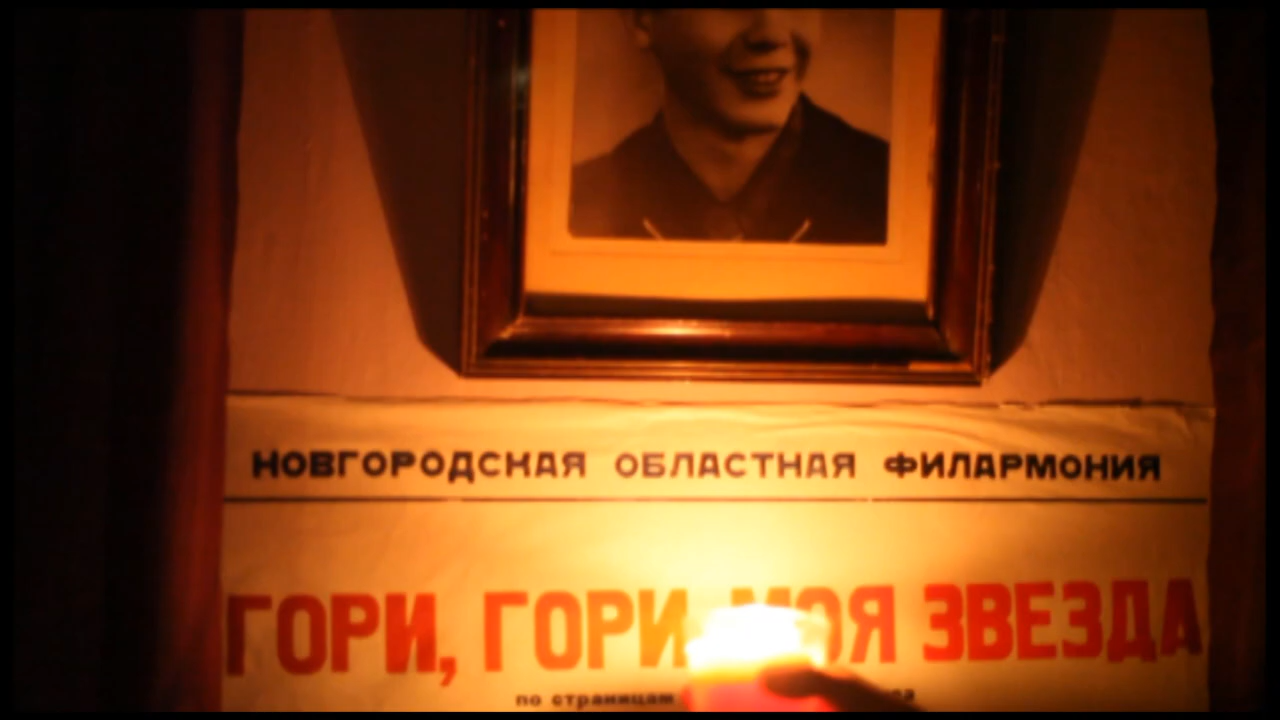 НОВГОРОДСКАЯ ОБЛАСТНАЯ ФИЛАРМОНИЯ
ГОРИ, ГОРИ МОЯ ЗВЕЗДА
по страницам